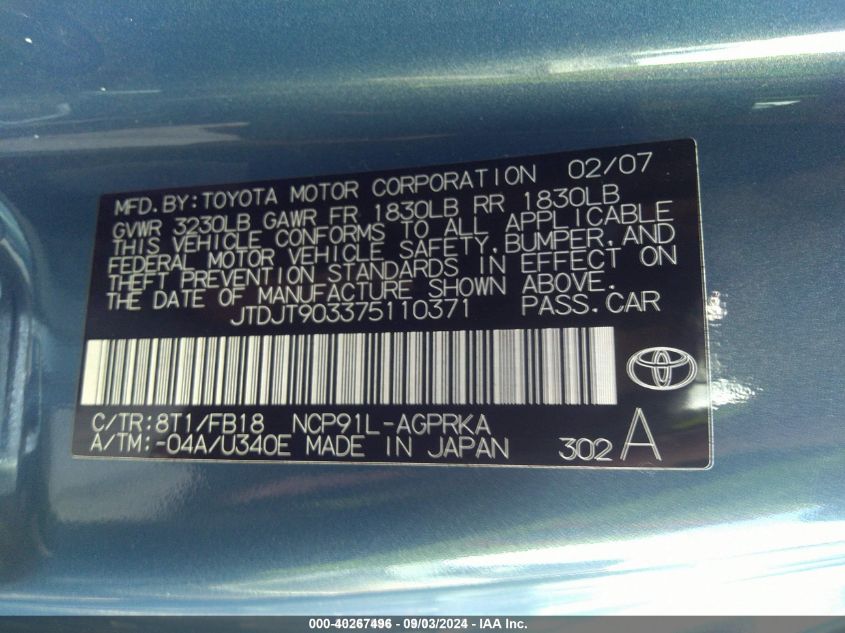 MFD.BY:TOYOTA MOTOR CORPORATION 02/07
GVWR 3230LB GAWR FR 1830LB RR 1830LB
THIS VEHICLE CONFORMS TO ALL APPLICABLE
FEDERAL MOTOR VEHICLE SAFETY,BUMPER,AND
THEFT PREVENTION STANDARDS IN EFFECT ON
THE DATE OF MANUFACTURE SHOWN ABOVE.
JTDJT903375110371 PASS.CAR
C/TR:8T1/FB18 NCP91L-AGPRKA
A/TM:-04A/U340E MADE IN JAPAN 302 A
000-40267496 - 09/03/2024 - IAA Inc.